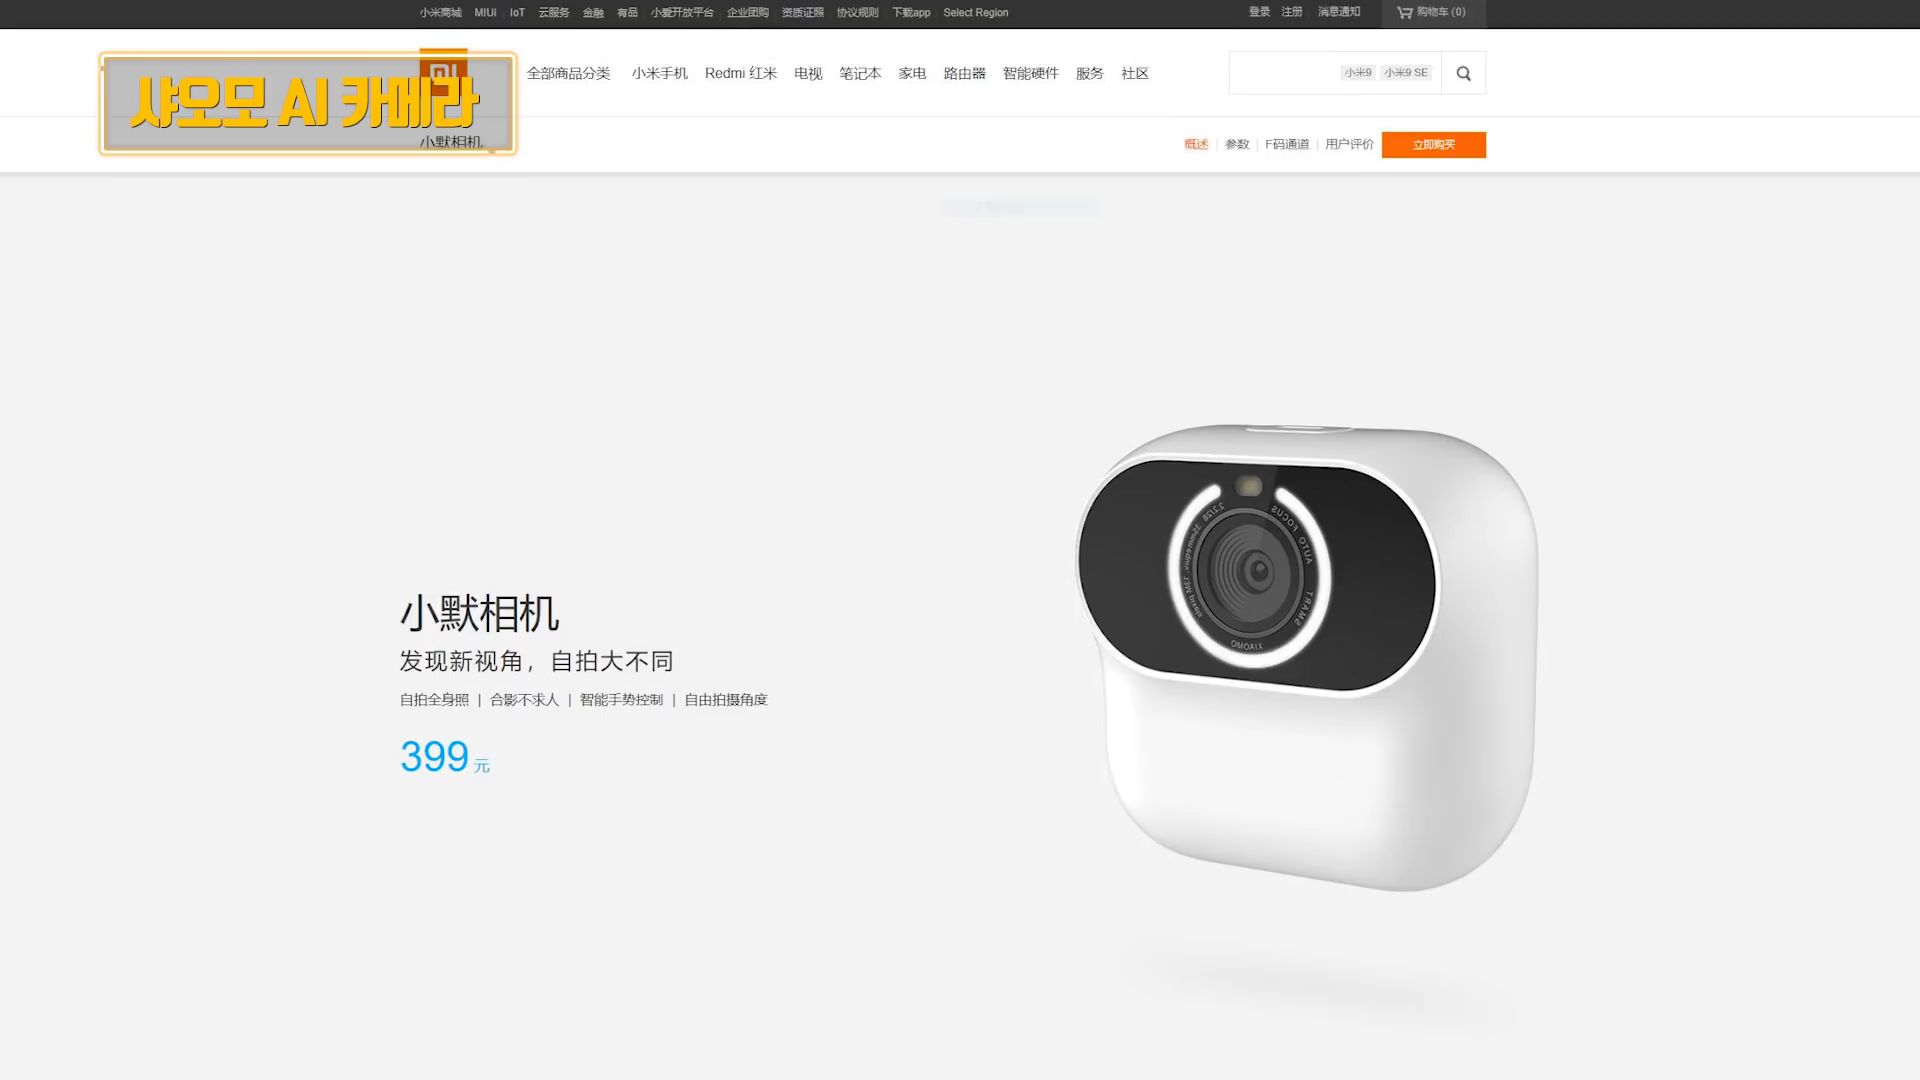 小米商城 MIUI IoT 云服务 金融 有品 小爱开放平台 企业团购 资质证照 协议规则 下载app Select Region 登录 注册 消息通知 购物车 (0)
샤오모 AI 카메라
全部商品分类 小米手机 Redmi 红米 电视 笔记本 家电 路由器 智能硬件 服务 社区 小米9 小米9 SE
小默相机 概述 | 参数 | F码通道 | 用户评价 立即购买
小默相机
发现新视角，自拍大不同
自拍全身照 | 合影不求人 | 智能手势控制 | 自由拍摄角度
399 元
AUTO FOCUS
SMART
XIAOMO